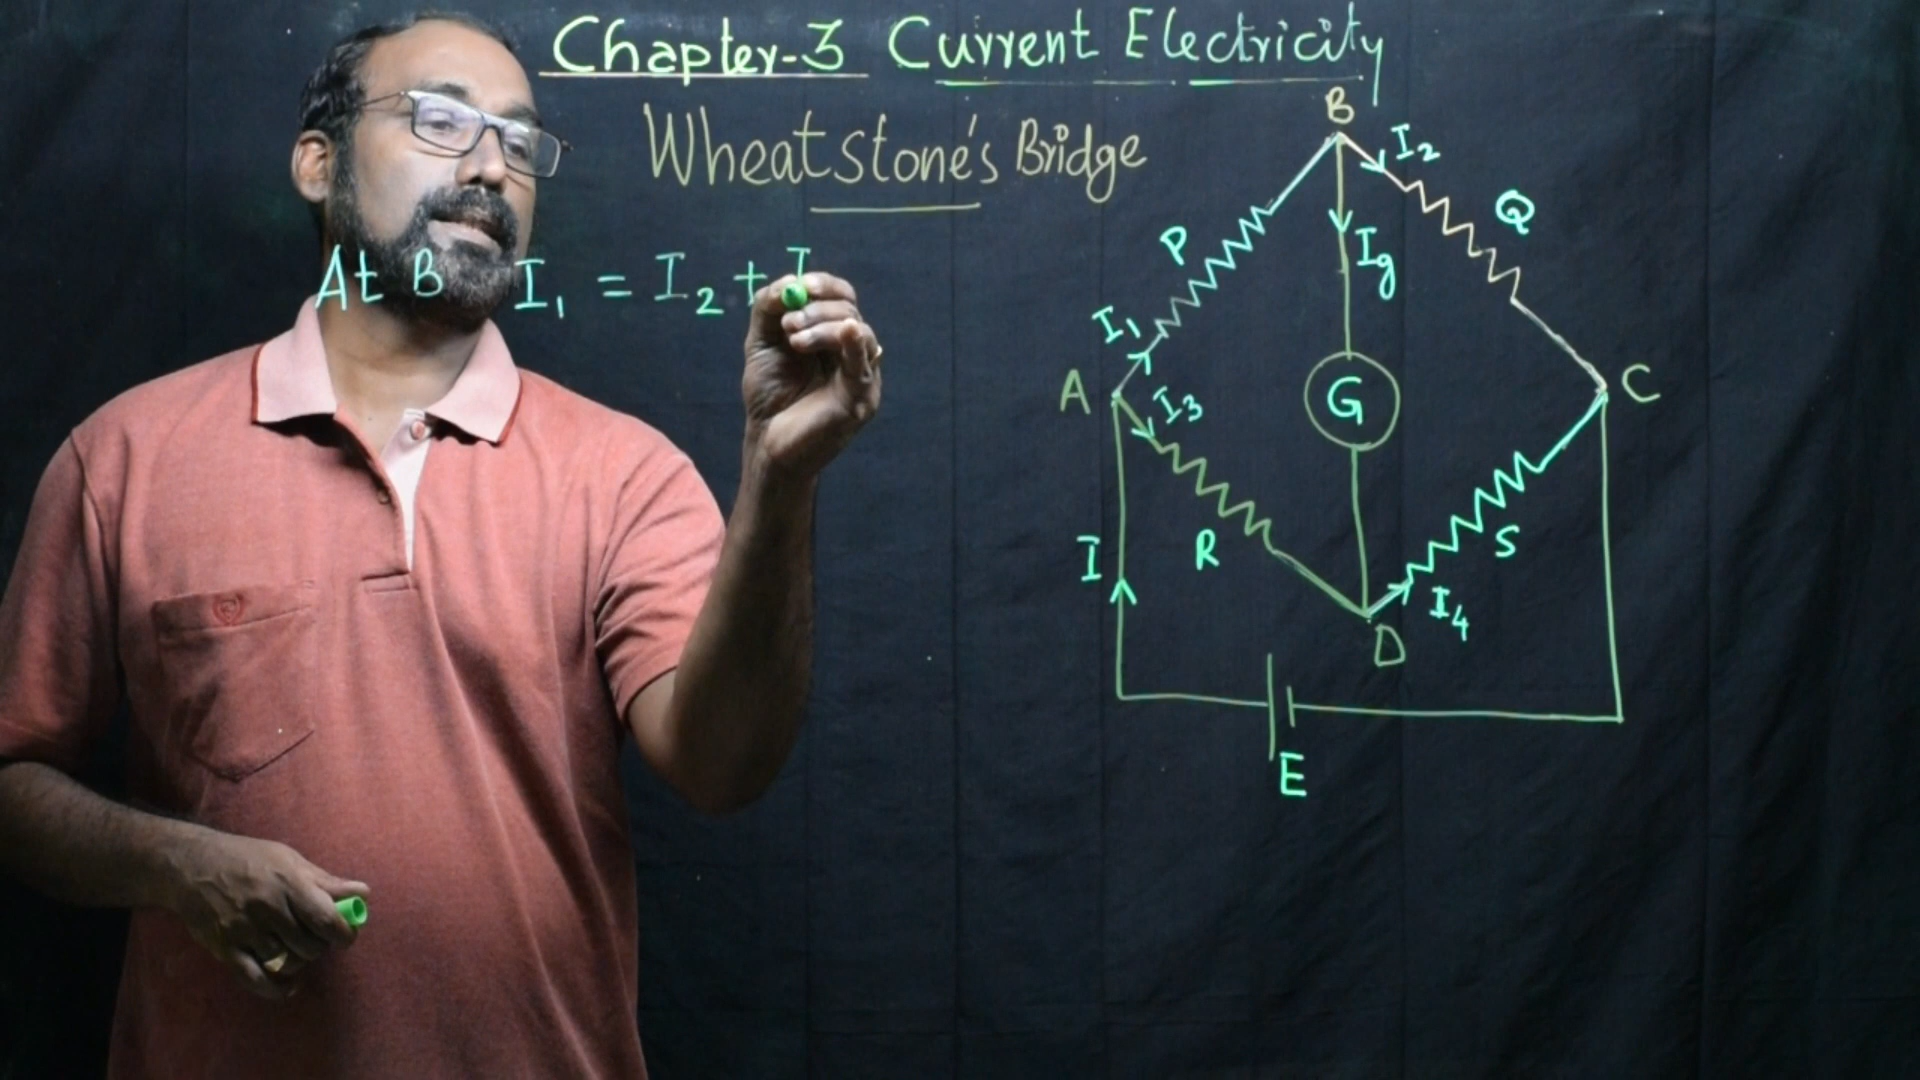 Chapter-3 Current Electricity
Wheatstone's Bridge
At B I₁ = I₂ + I
B
I₂
Q
P
Ig
I₁
A
I₃
G
C
I
R
S
I₄
D
E